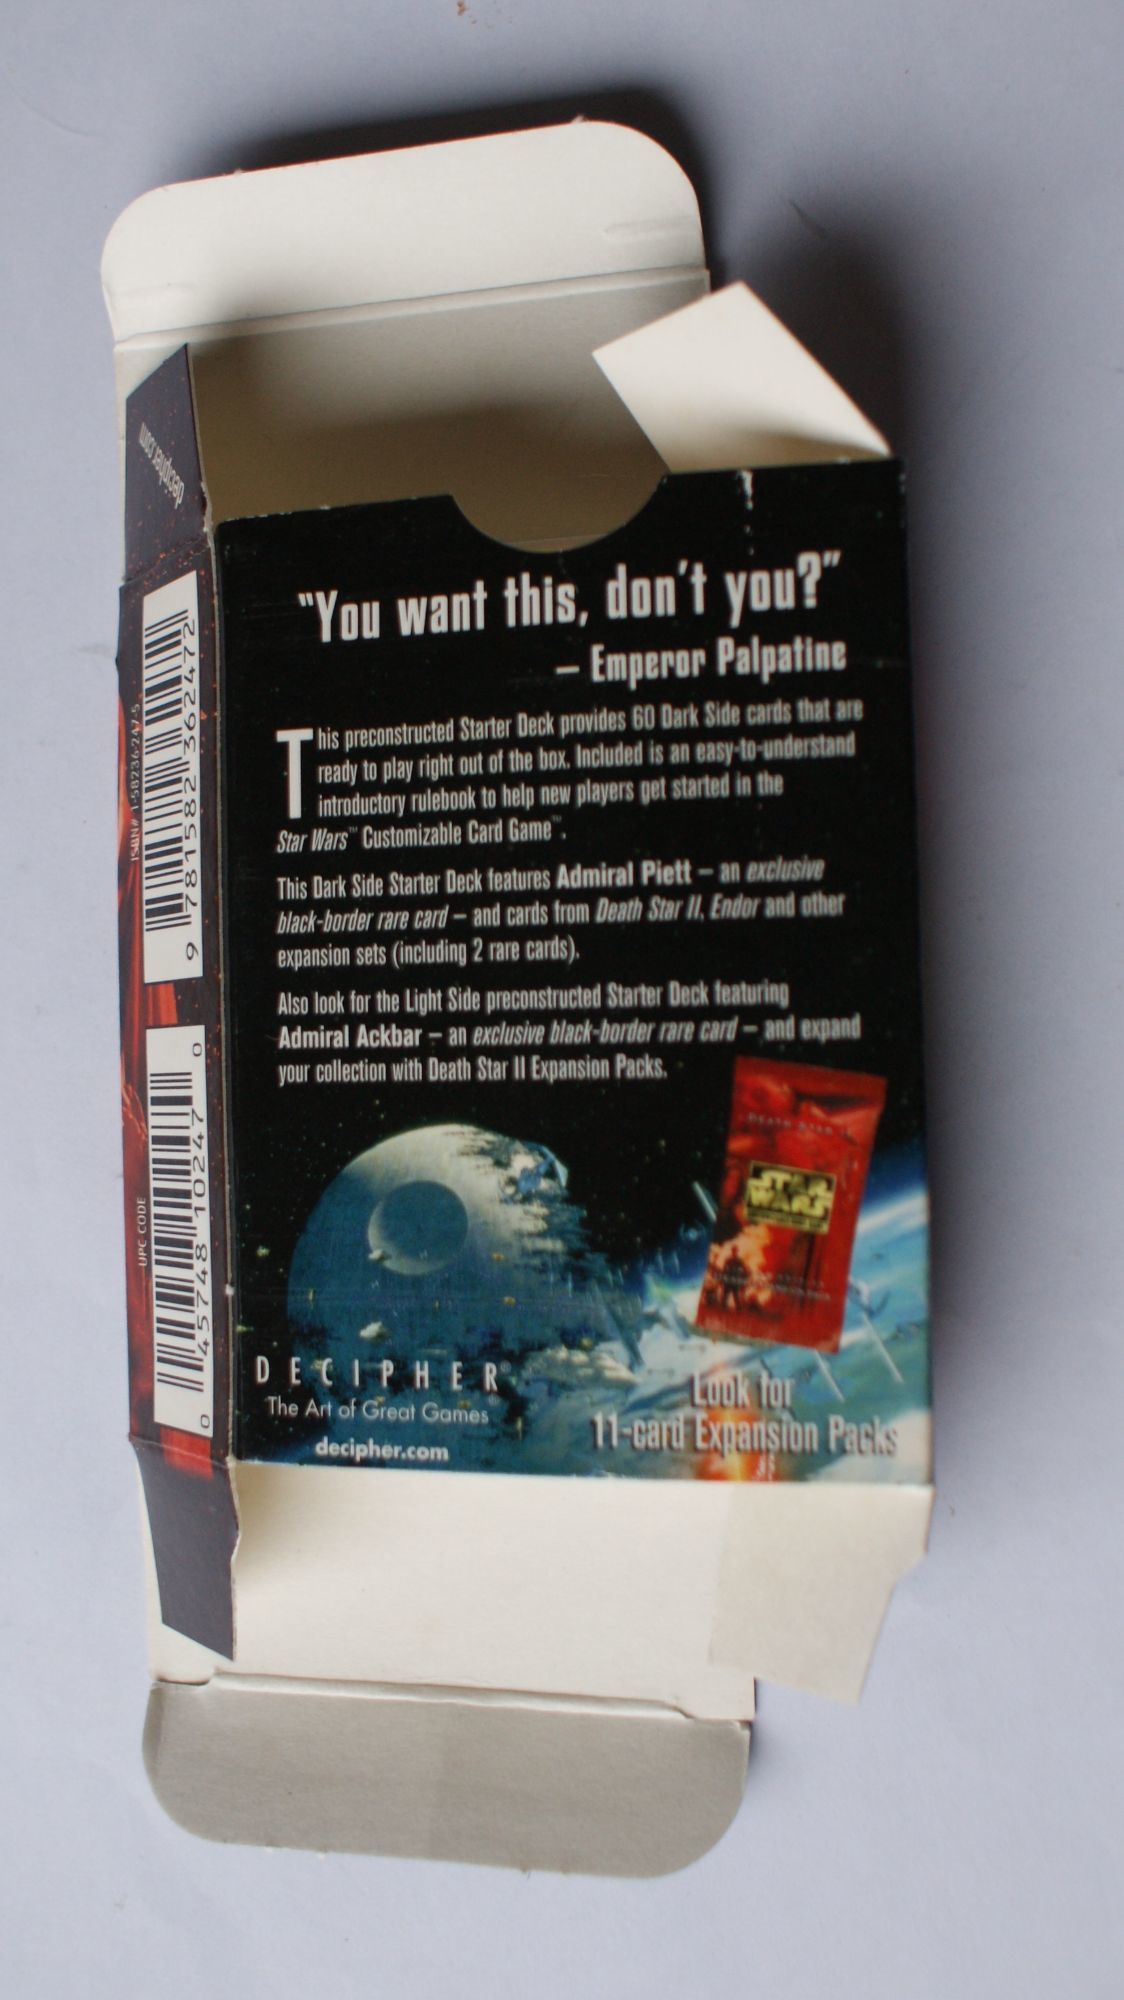 "You want this, don't you?"
– Emperor Palpatine
This preconstructed Starter Deck provides 60 Dark Side cards that are
ready to play right out of the box. Included is an easy-to-understand
introductory rulebook to help new players get started in the
Star Wars™ Customizable Card Game™.
This Dark Side Starter Deck features Admiral Piett – an exclusive
black-border rare card – and cards from Death Star II, Endor and other
expansion sets (including 2 rare cards).
Also look for the Light Side preconstructed Starter Deck featuring
Admiral Ackbar – an exclusive black-border rare card – and expand
your collection with Death Star II Expansion Packs.
DEATH STAR II
STAR
WARS
DECIPHER®
The Art of Great Games®
decipher.com
Look for
11-card Expansion Packs
decipher.com
ISBN# 1-58236-247-5
9 781582 362472
UPC CODE
0 45748 10247 0